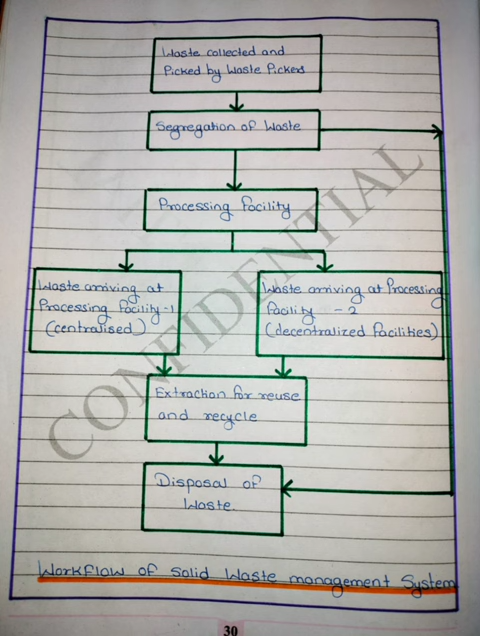 Waste collected and
Picked by Waste Pickers
Segregation of Waste
Processing facility
Waste arriving at
Processing facility-1
(centralised)
Waste arriving at Processing
facility - 2
(decentralized facilities)
Extraction for reuse
and recycle
Disposal of
Waste.
Workflow of Solid Waste management System
CONFIDENTIAL
30